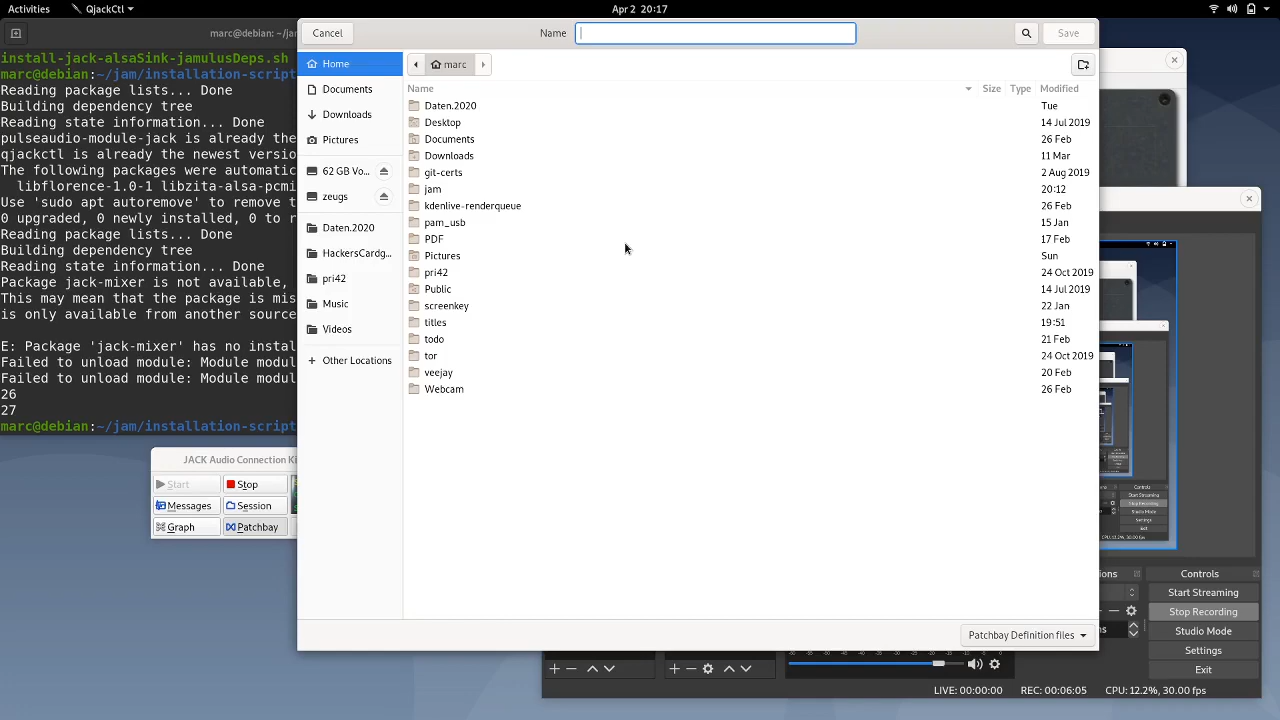 Activities
QjackCtl
Apr 2 20:17
marc@debian: ~/ja
install-jack-alsaSink-jamulusDeps.sh
marc@debian:~/jam/installation-script
Reading package lists... Done
Building dependency tree
Reading state information... Done
pulseaudio-module-jack is already the
qjackctl is already the newest versio
The following packages were automatic
libflorence-1.0-1 libzita-alsa-pcmi
Use 'sudo apt autoremove' to remove t
0 upgraded, 0 newly installed, 0 to r
Reading package lists... Done
Building dependency tree
Reading state information... Done
Package jack-mixer is not available,
This may mean that the package is mis
is only available from another source
E: Package 'jack-mixer' has no instal
Failed to unload module: Module modul
Failed to unload module: Module modul
26
27
marc@debian:~/jam/installation-script
JACK Audio Connection Ki
Start
Stop
Messages
Session
Graph
Patchbay
Cancel
Name
Save
Home
Documents
Downloads
Pictures
62 GB Vo...
zeugs
Daten.2020
HackersCardg...
pri42
Music
Videos
Other Locations
marc
Name Size Type Modified
Daten.2020 Tue
Desktop 14 Jul 2019
Documents 26 Feb
Downloads 11 Mar
git-certs 2 Aug 2019
jam 20:12
kdenlive-renderqueue 26 Feb
pam_usb 15 Jan
PDF 17 Feb
Pictures Sun
pri42 24 Oct 2019
Public 14 Jul 2019
screenkey 22 Jan
titles 19:51
todo 21 Feb
tor 24 Oct 2019
veejay 20 Feb
Webcam 26 Feb
Patchbay Definition files
Controls
Start Streaming
Stop Recording
Studio Mode
Settings
Exit
LIVE: 00:00:00
REC: 00:06:05
CPU: 12.2%, 30.00 fps